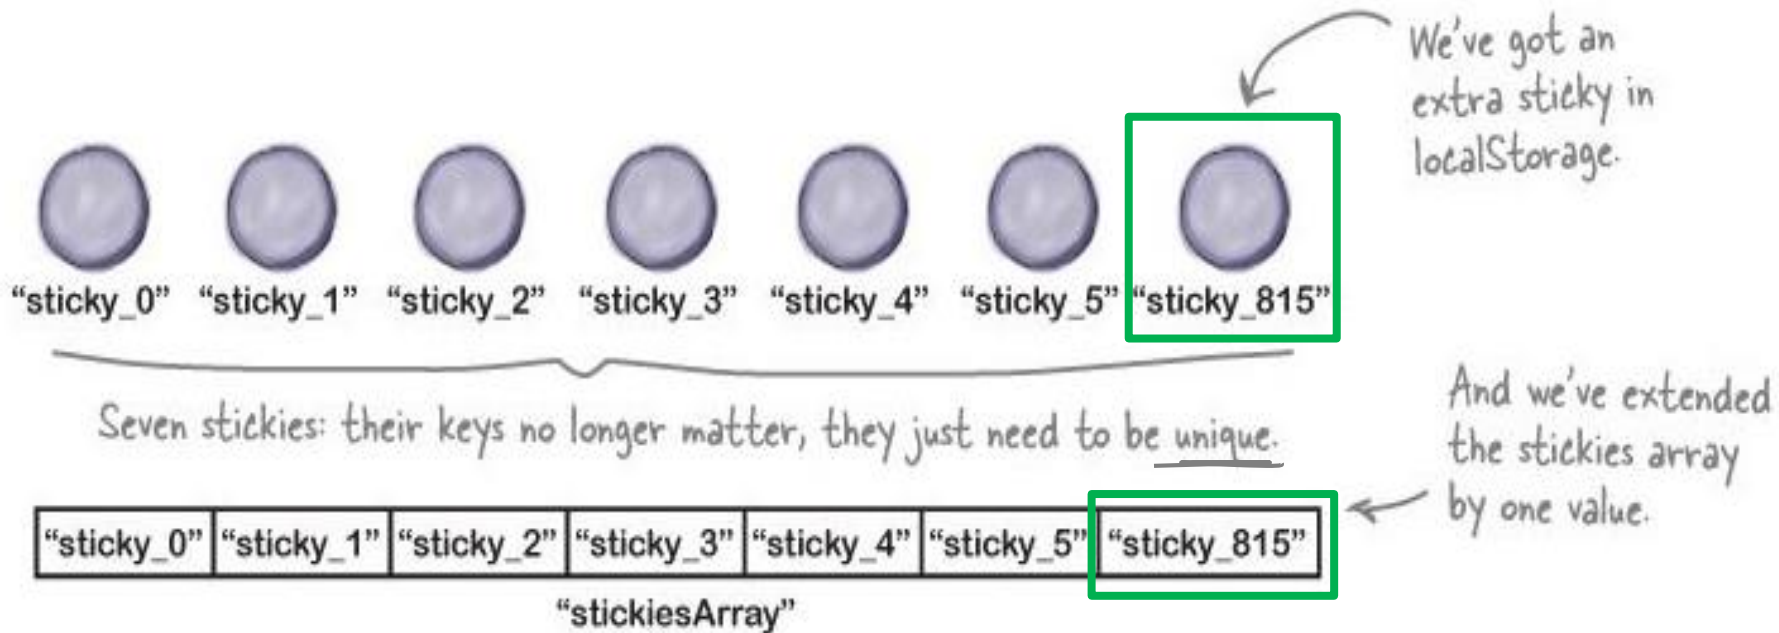 We've got an
extra sticky in
localStorage.
“sticky_0” “sticky_1” “sticky_2” “sticky_3” “sticky_4” “sticky_5” “sticky_815”
Seven stickies: their keys no longer matter, they just need to be unique.
And we've extended
the stickies array
by one value.
“sticky_0” “sticky_1” “sticky_2” “sticky_3” “sticky_4” “sticky_5” “sticky_815”
“stickiesArray”